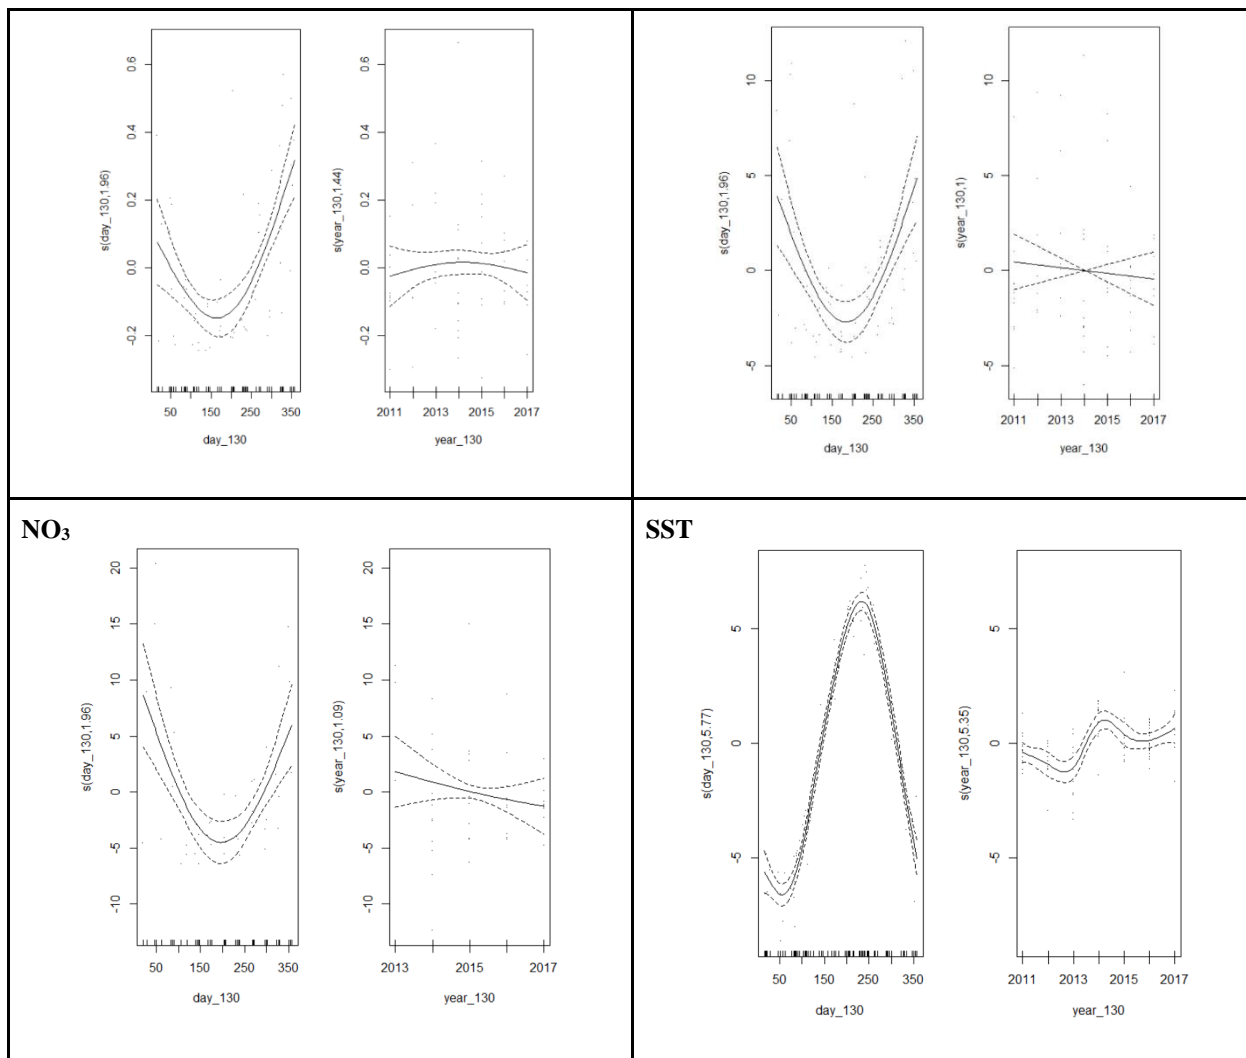 s(day_130,1.96)
0.6
0.4
0.2
0.0
-0.2
50 150 250 350
day_130
s(year_130,1.44)
0.6
0.4
0.2
0.0
-0.2
2011 2013 2015 2017
year_130
s(day_130,1.96)
10
5
0
-5
50 150 250 350
day_130
s(year_130,1)
10
5
0
-5
2011 2013 2015 2017
year_130
NO₃
s(day_130,1.96)
20
15
10
5
0
-5
-10
50 150 250 350
day_130
s(year_130,1.09)
20
15
10
5
0
-5
-10
2013 2015 2017
year_130
SST
s(day_130,5.77)
5
0
-5
50 150 250 350
day_130
s(year_130,5.35)
5
0
-5
2011 2013 2015 2017
year_130